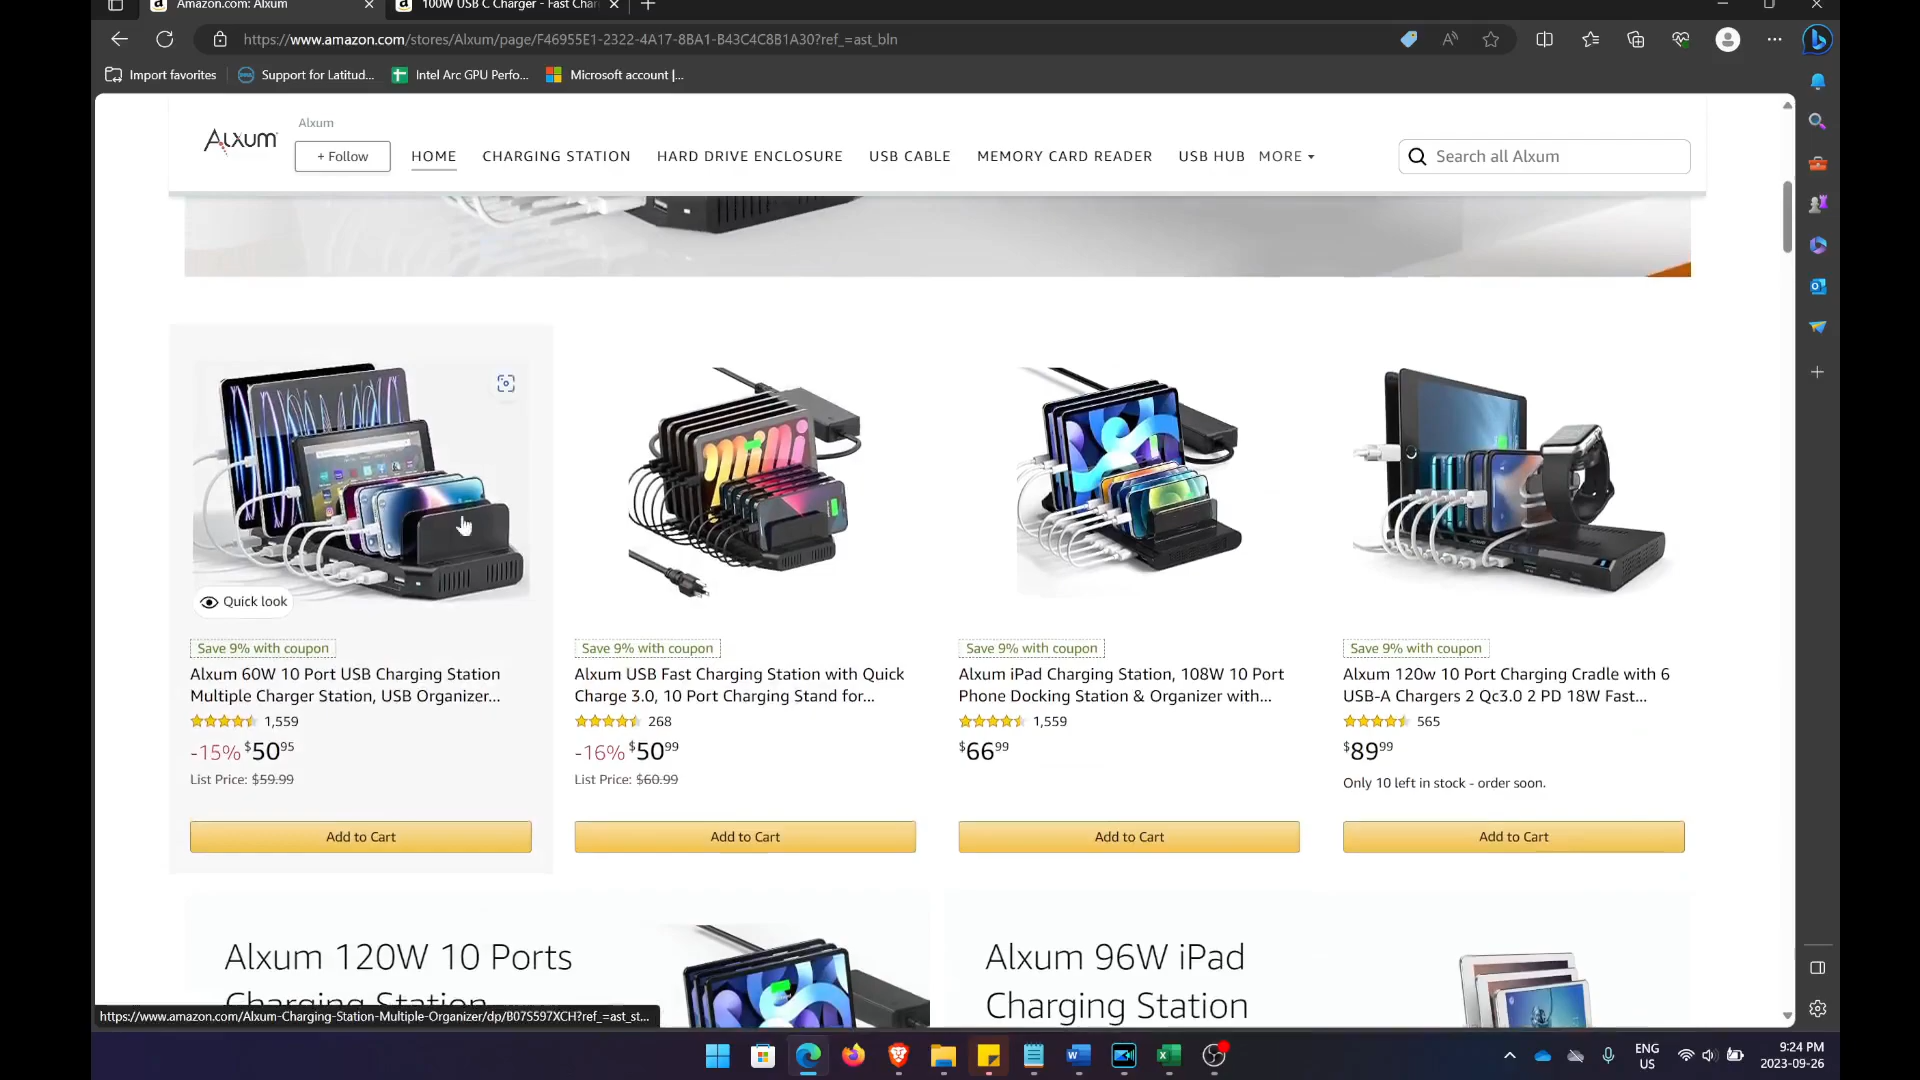 Amazon.com: Alxum
100W USB C Charger - Fast Char
https://www.amazon.com/stores/Alxum/page/F46955E1-2322-4A17-8BA1-B43C4C8B1A30?ref_=ast_bln
Import favorites
Support for Latitud...
Intel Arc GPU Perfo...
Microsoft account |...
Alxum
Alxum
+ Follow
HOME
CHARGING STATION
HARD DRIVE ENCLOSURE
USB CABLE
MEMORY CARD READER
USB HUB
MORE
Search all Alxum
Quick look
Save 9% with coupon
Alxum 60W 10 Port USB Charging Station
Multiple Charger Station, USB Organizer...
1,559
-15% $5095
List Price: $59.99
Add to Cart
Save 9% with coupon
Alxum USB Fast Charging Station with Quick
Charge 3.0, 10 Port Charging Stand for...
268
-16% $5099
List Price: $60.99
Add to Cart
Save 9% with coupon
Alxum iPad Charging Station, 108W 10 Port
Phone Docking Station & Organizer with...
1,559
$6699
Add to Cart
Save 9% with coupon
Alxum 120w 10 Port Charging Cradle with 6
USB-A Chargers 2 Qc3.0 2 PD 18W Fast...
565
$8999
Only 10 left in stock - order soon.
Add to Cart
Alxum 120W 10 Ports
Charging Station
Alxum 96W iPad
Charging Station
https://www.amazon.com/Alxum-Charging-Station-Multiple-Organizer/dp/B07S597XCH?ref_=ast_st...
ENG
US
9:24 PM
2023-09-26